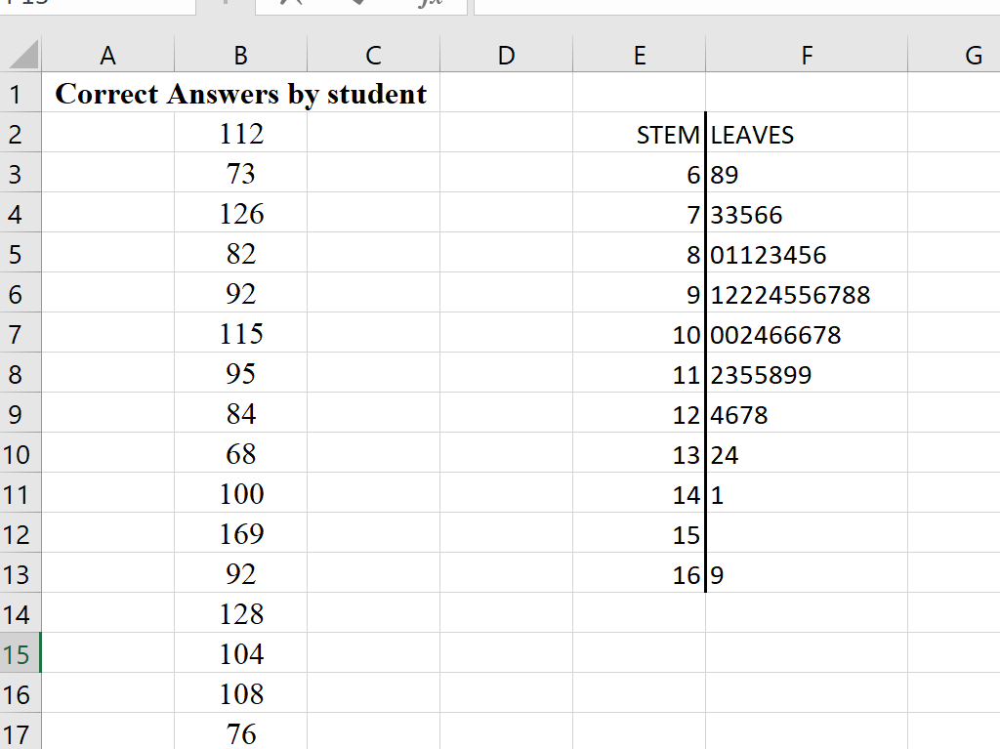 A B C D E F G
1 Correct Answers by student
2 112 STEM LEAVES
3 73 6 89
4 126 7 33566
5 82 8 01123456
6 92 9 12224556788
7 115 10 002466678
8 95 11 2355899
9 84 12 4678
10 68 13 24
11 100 14 1
12 169 15
13 92 16 9
14 128
15 104
16 108
17 76